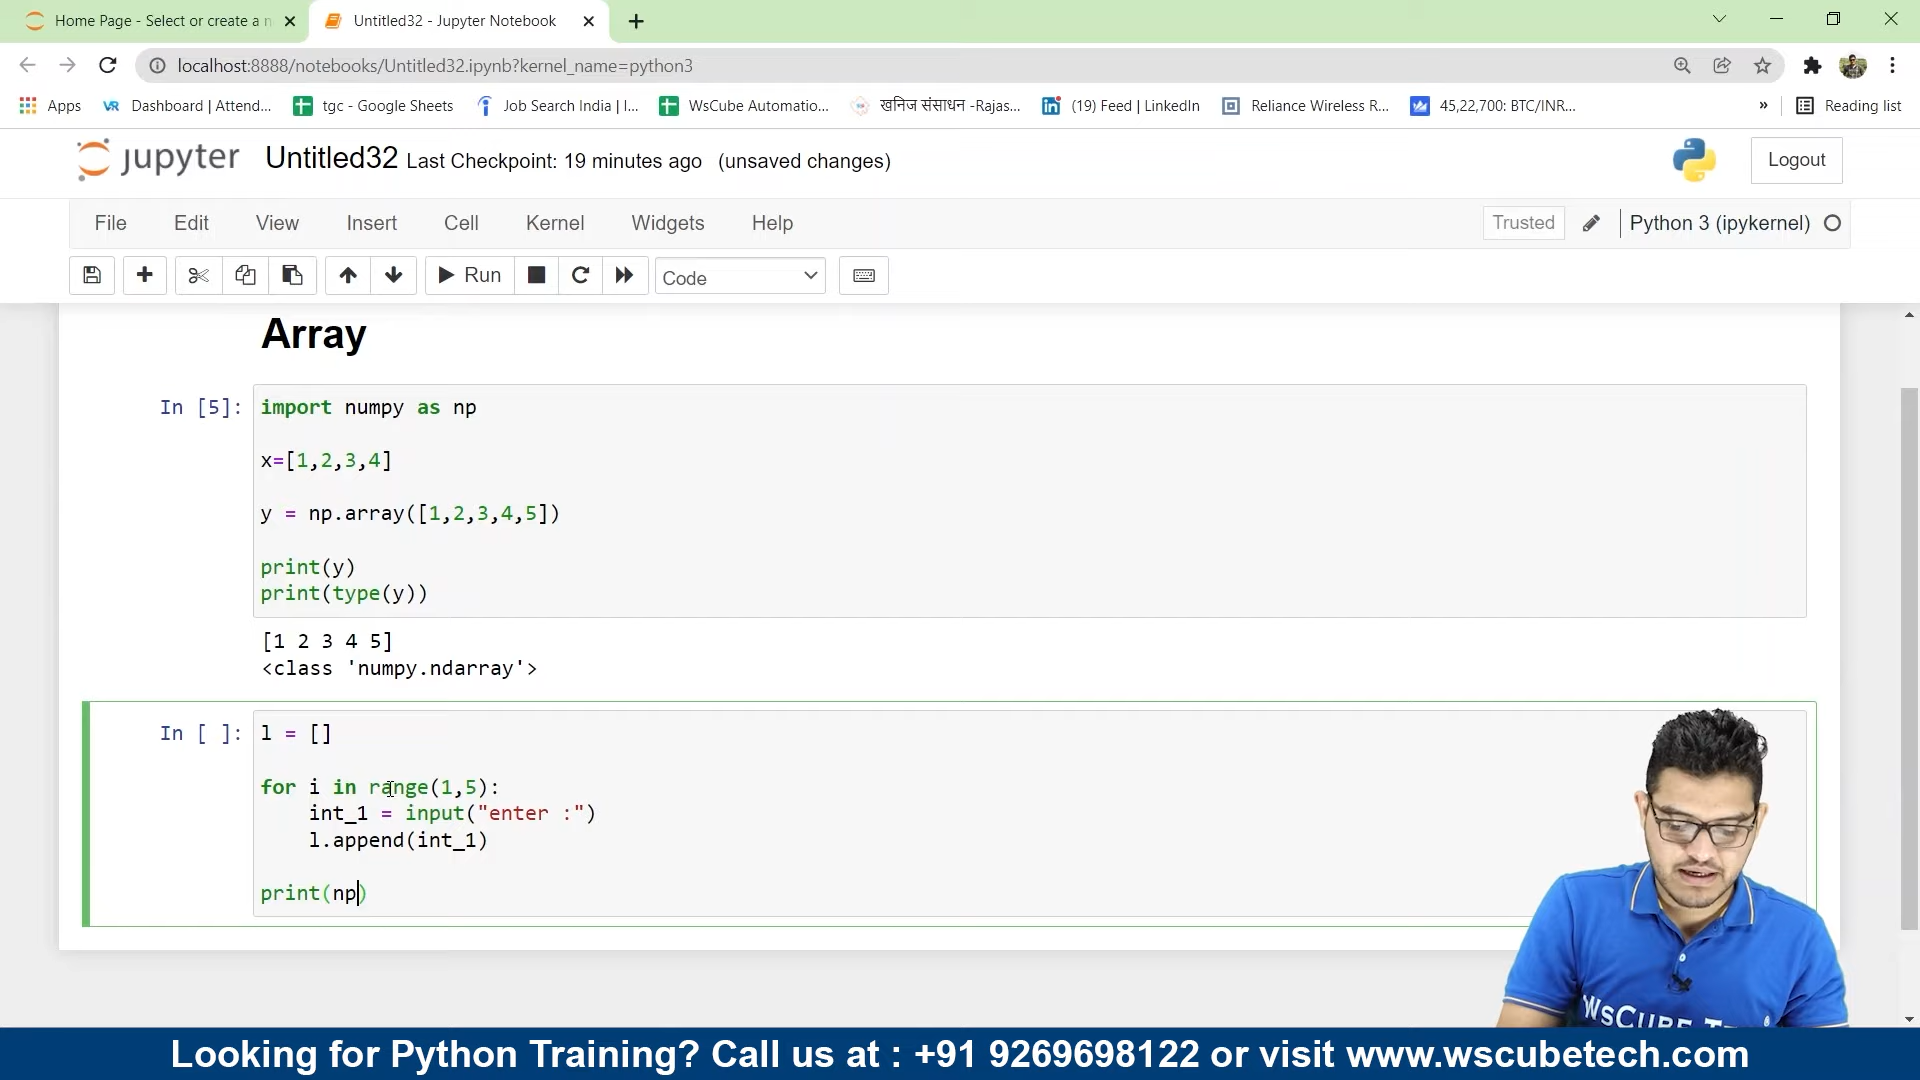 Home Page - Select or create a n
Untitled32 - Jupyter Notebook
localhost:8888/notebooks/Untitled32.ipynb?kernel_name=python3
Apps
Dashboard | Attend...
tgc - Google Sheets
Job Search India | I...
WsCube Automatio...
खनिज संसाधन -Rajas...
(19) Feed | LinkedIn
Reliance Wireless R...
45,22,700: BTC/INR...
»
Reading list
jupyter Untitled32 Last Checkpoint: 19 minutes ago (unsaved changes)
Logout
File Edit View Insert Cell Kernel Widgets Help
Trusted
Python 3 (ipykernel)
Run
Code
Array
In [5]:
import numpy as np
x=[1,2,3,4]
y = np.array([1,2,3,4,5])
print(y)
print(type(y))
[1 2 3 4 5]
<class 'numpy.ndarray'>
In [ ]:
l = []
for i in range(1,5):
    int_1 = input("enter :")
    l.append(int_1)
print(np)
WsCube T
Looking for Python Training? Call us at : +91 9269698122 or visit www.wscubetech.com